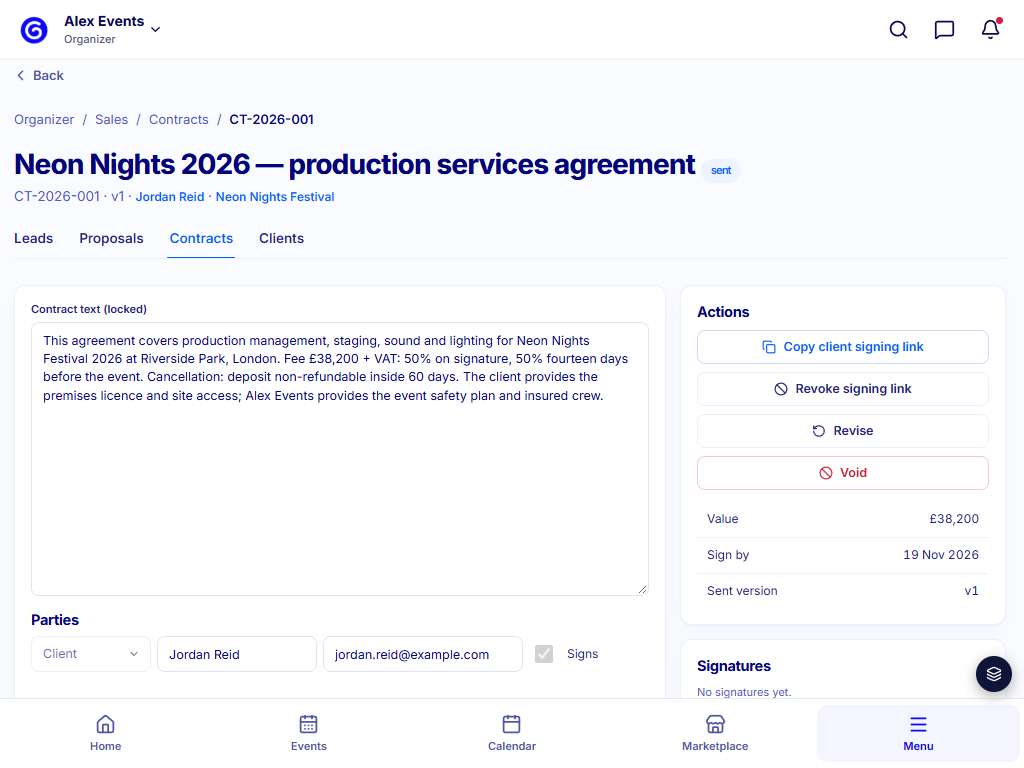 Alex Events
Organizer
Back
Organizer / Sales / Contracts / CT-2026-001
Neon Nights 2026 — production services agreement sent
CT-2026-001 · v1 · Jordan Reid · Neon Nights Festival
Leads Proposals Contracts Clients
Contract text (locked)
This agreement covers production management, staging, sound and lighting for Neon Nights
Festival 2026 at Riverside Park, London. Fee £38,200 + VAT: 50% on signature, 50% fourteen days
before the event. Cancellation: deposit non-refundable inside 60 days. The client provides the
premises licence and site access; Alex Events provides the event safety plan and insured crew.
Parties
Client Jordan Reid jordan.reid@example.com Signs
Actions
Copy client signing link
Revoke signing link
Revise
Void
Value £38,200
Sign by 19 Nov 2026
Sent version v1
Signatures
No signatures yet.
Home Events Calendar Marketplace Menu